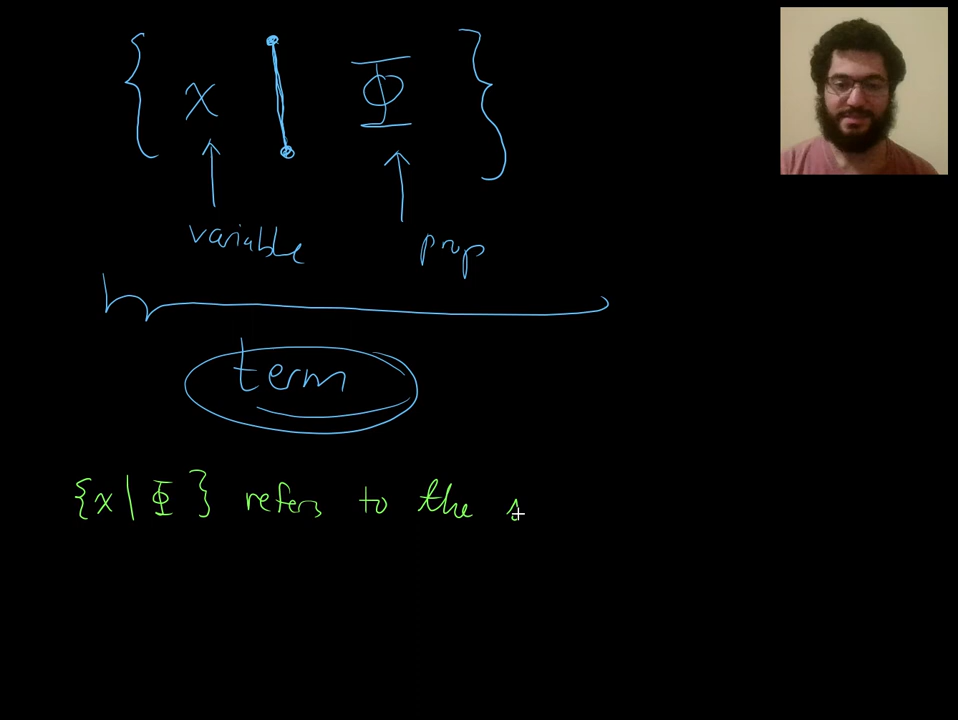 { x | Φ }
variable prop
term
{x | Φ} refers to the s